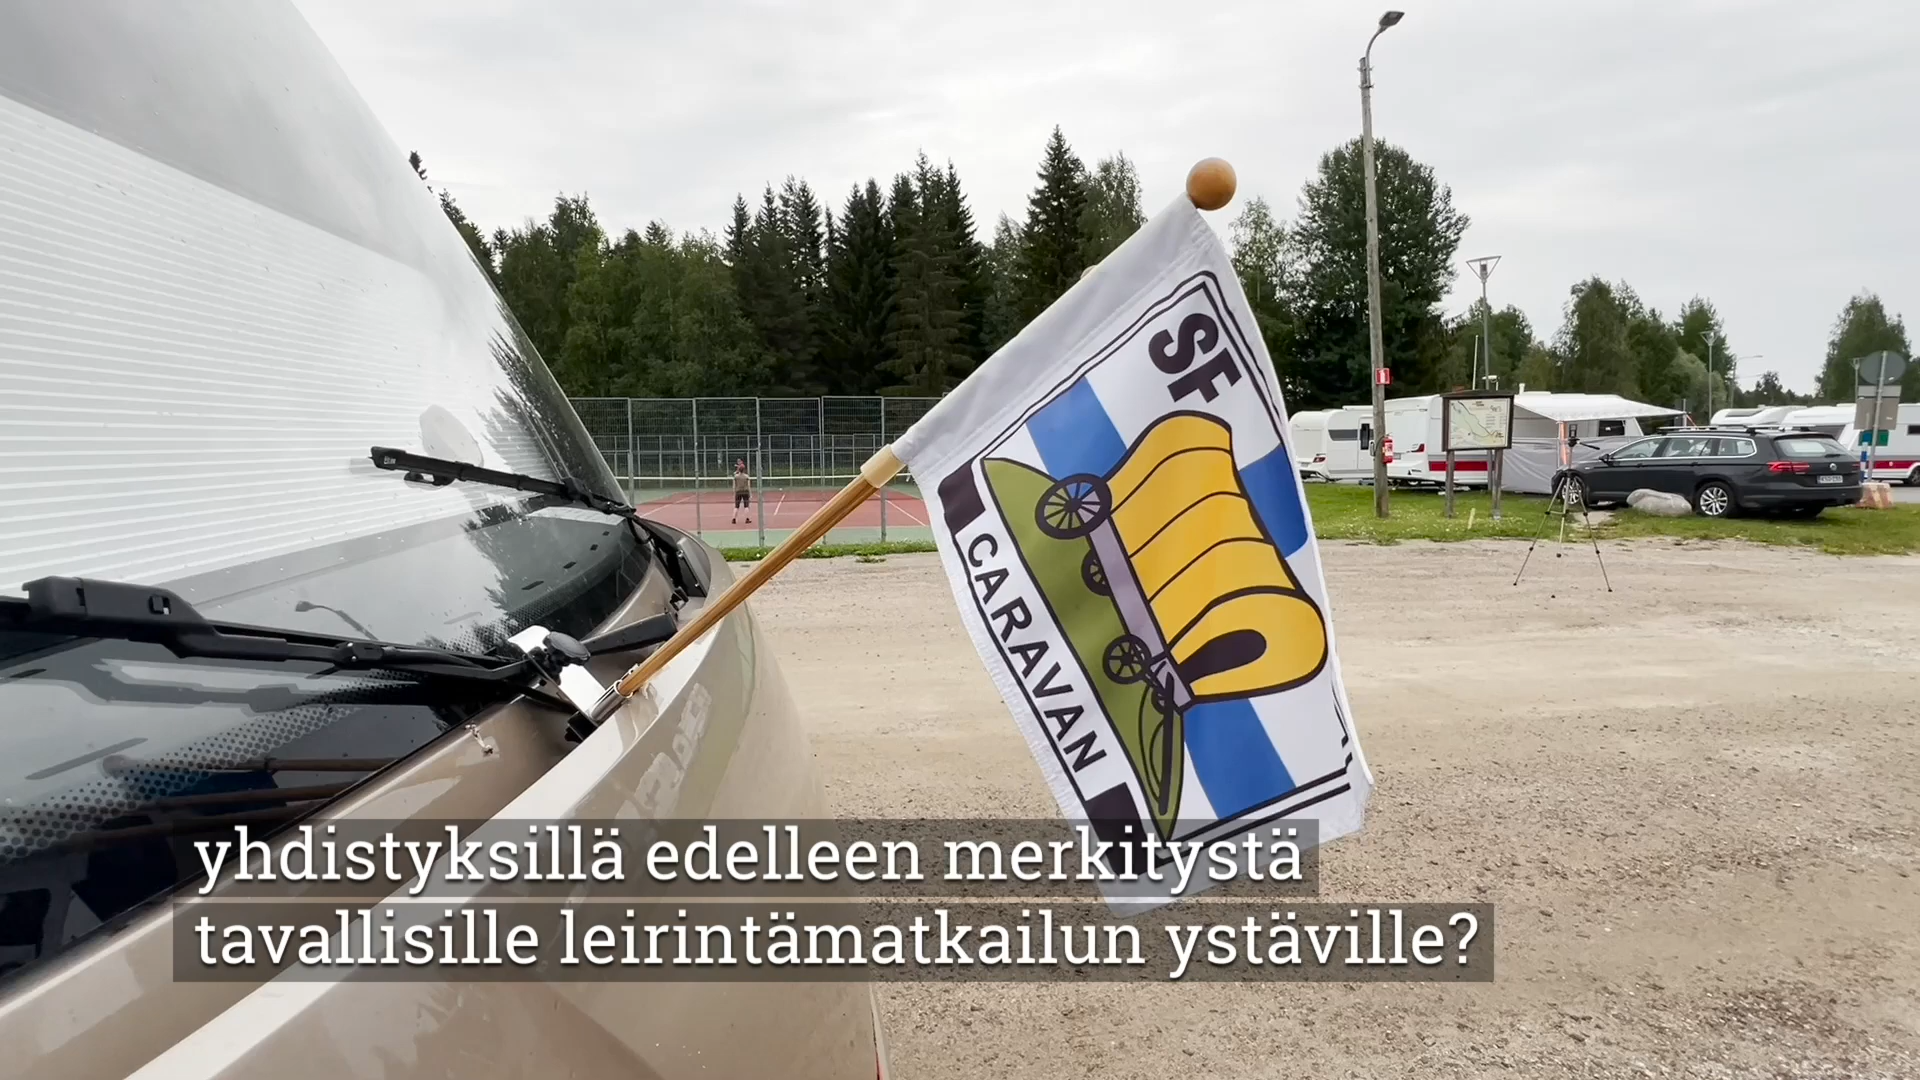 SF
CARAVAN
yhdistyksillä edelleen merkitystä
tavallisille leirintämatkailun ystäville?